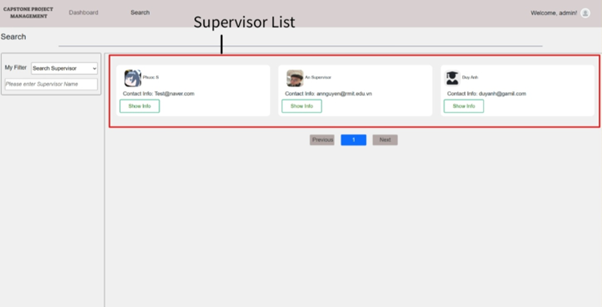 Supervisor List
CAPSTONE PROJECT
MANAGEMENT
Dashboard
Search
Welcome, admin!
Search
My Filter
Search Supervisor
Please enter Supervisor Name
Contact Info: Test@naver.com
Show Info
An Supervisor
Contact Info: annguyen@rmit.edu.vn
Show Info
Duy Anh
Contact Info: duyanh@gamil.com
Show Info
Previous
1
Next